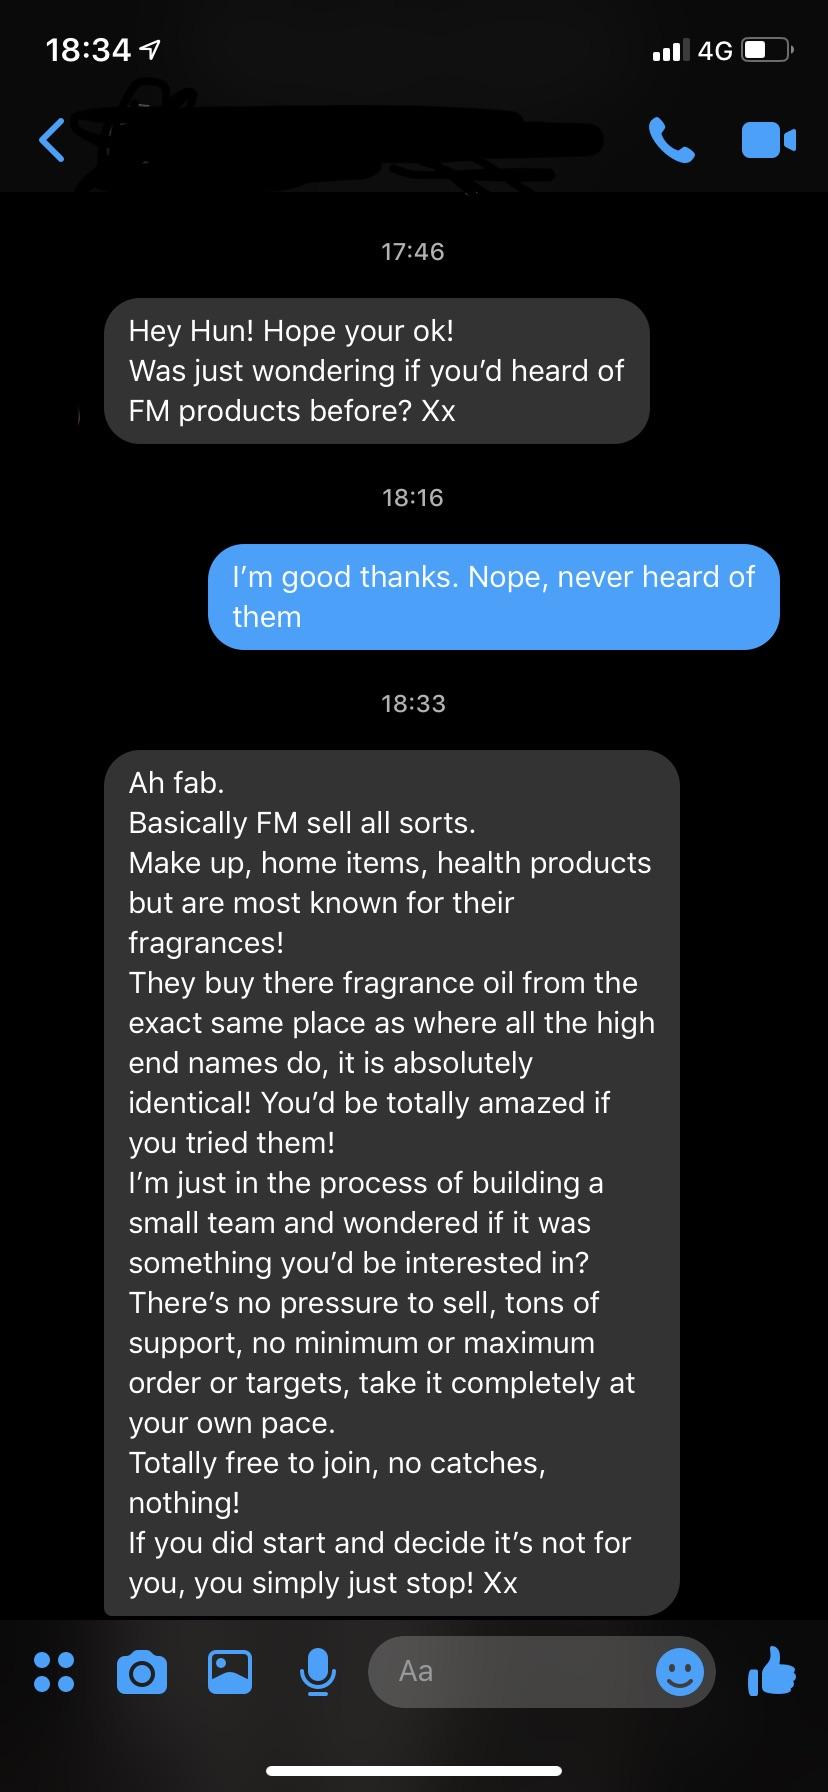 18:34
4G
17:46
Hey Hun! Hope your ok!
Was just wondering if you’d heard of
FM products before? Xx
18:16
I’m good thanks. Nope, never heard of
them
18:33
Ah fab.
Basically FM sell all sorts.
Make up, home items, health products
but are most known for their
fragrances!
They buy there fragrance oil from the
exact same place as where all the high
end names do, it is absolutely
identical! You’d be totally amazed if
you tried them!
I’m just in the process of building a
small team and wondered if it was
something you’d be interested in?
There’s no pressure to sell, tons of
support, no minimum or maximum
order or targets, take it completely at
your own pace.
Totally free to join, no catches,
nothing!
If you did start and decide it’s not for
you, you simply just stop! Xx
Aa